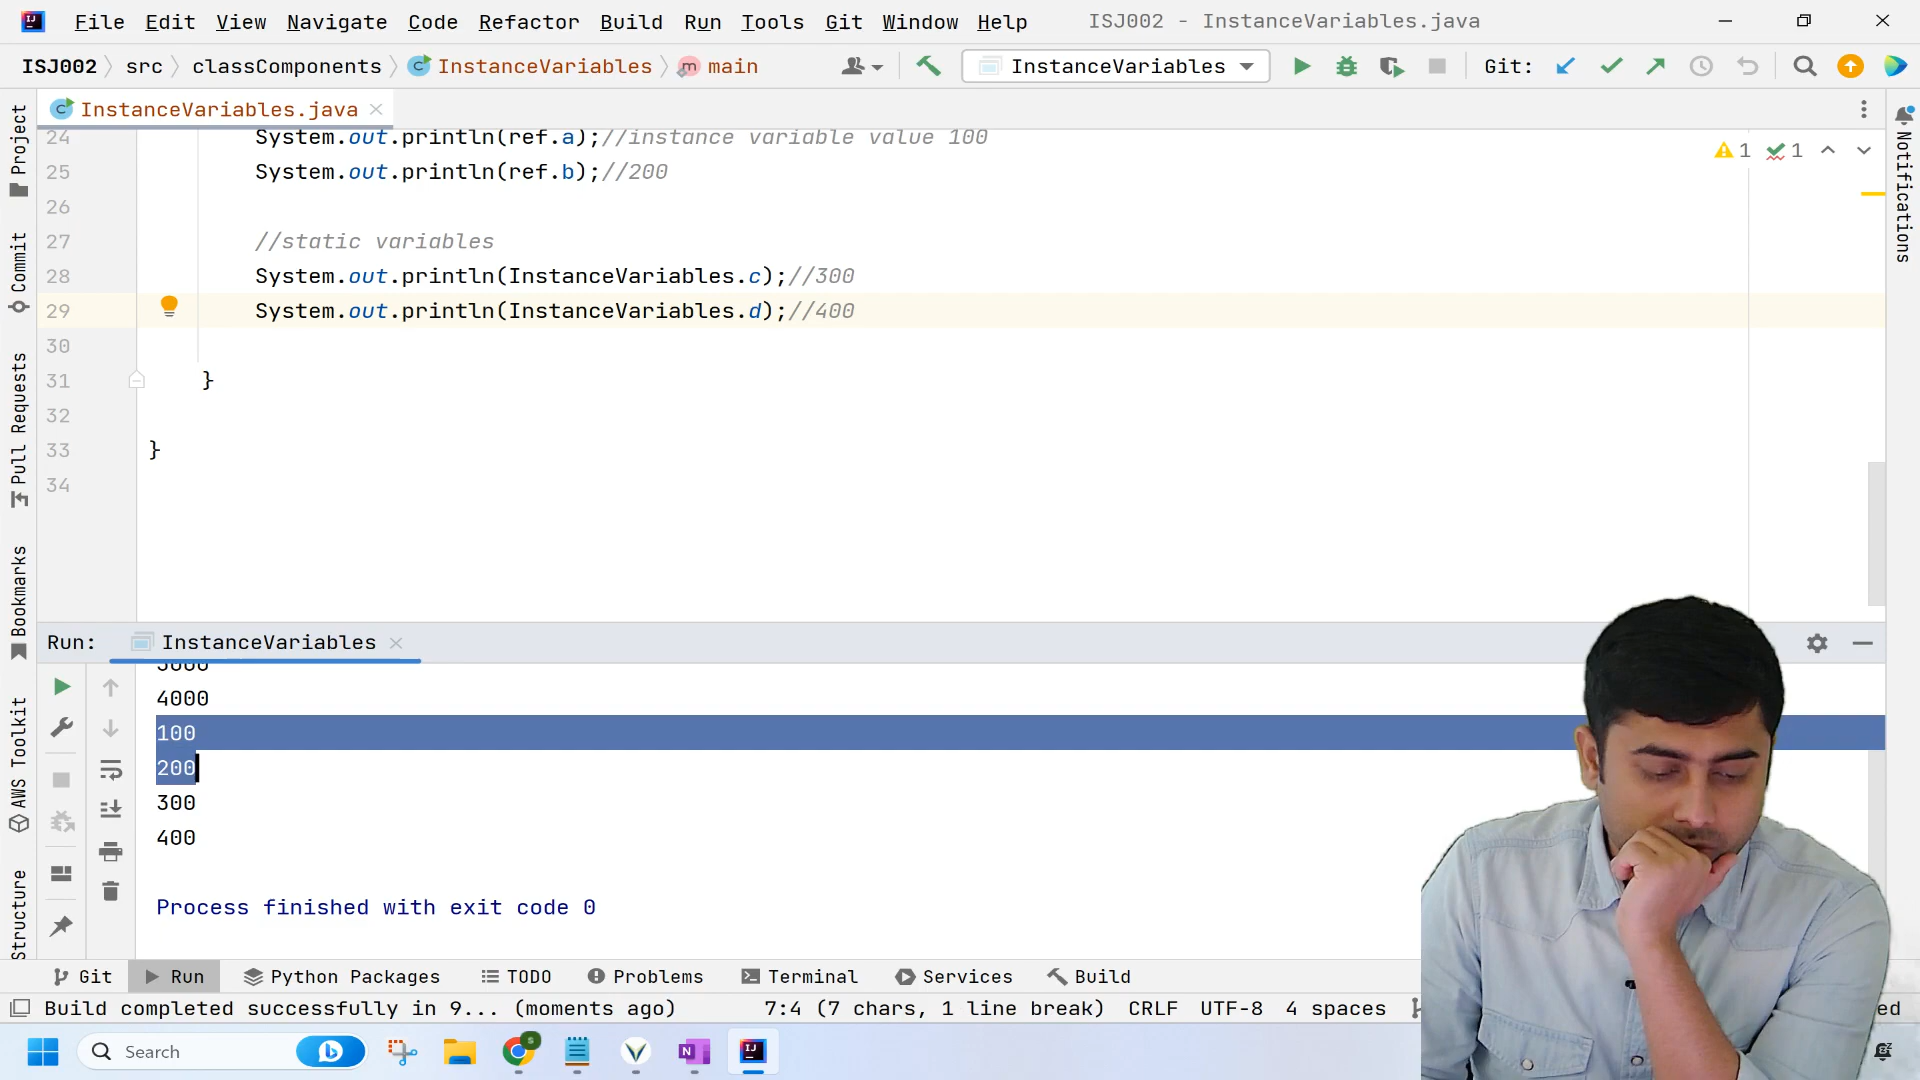 File Edit View Navigate Code Refactor Build Run Tools Git Window Help ISJ002 - InstanceVariables.java
ISJ002 src classComponents InstanceVariables main InstanceVariables Git:
InstanceVariables.java
24 System.out.println(ref.a);//instance variable value 100
25 System.out.println(ref.b);//200
26
27 //static variables
28 System.out.println(InstanceVariables.c);//300
29 System.out.println(InstanceVariables.d);//400
30
31 }
32
33 }
34
1 1
Project
Commit
Pull Requests
Bookmarks
AWS Toolkit
Structure
Notifications
Run: InstanceVariables
3000
4000
100
200
300
400
Process finished with exit code 0
Git Run Python Packages TODO Problems Terminal Services Build
Build completed successfully in 9... (moments ago) 7:4 (7 chars, 1 line break) CRLF UTF-8 4 spaces
Search